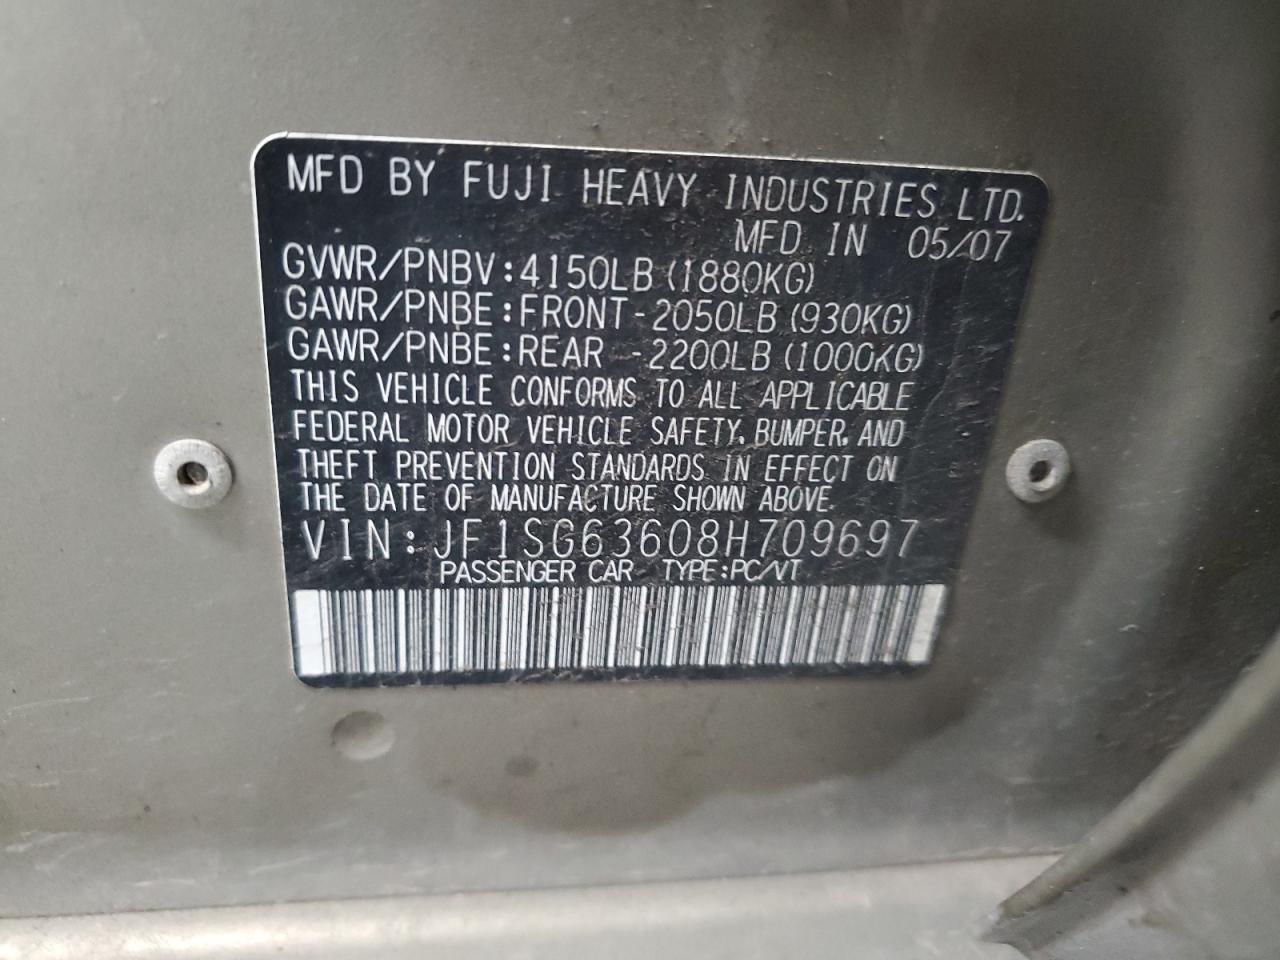 MFD BY FUJI HEAVY INDUSTRIES LTD.
MFD IN 05/07
GVWR/PNBV:4150LB(1880KG)
GAWR/PNBE:FRONT-2050LB(930KG)
GAWR/PNBE:REAR -2200LB(1000KG)
THIS VEHICLE CONFORMS TO ALL APPLICABLE
FEDERAL MOTOR VEHICLE SAFETY, BUMPER, AND
THEFT PREVENTION STANDARDS IN EFFECT ON
THE DATE OF MANUFACTURE SHOWN ABOVE.
VIN:JF1SG63608H709697
PASSENGER CAR TYPE:PC/VT